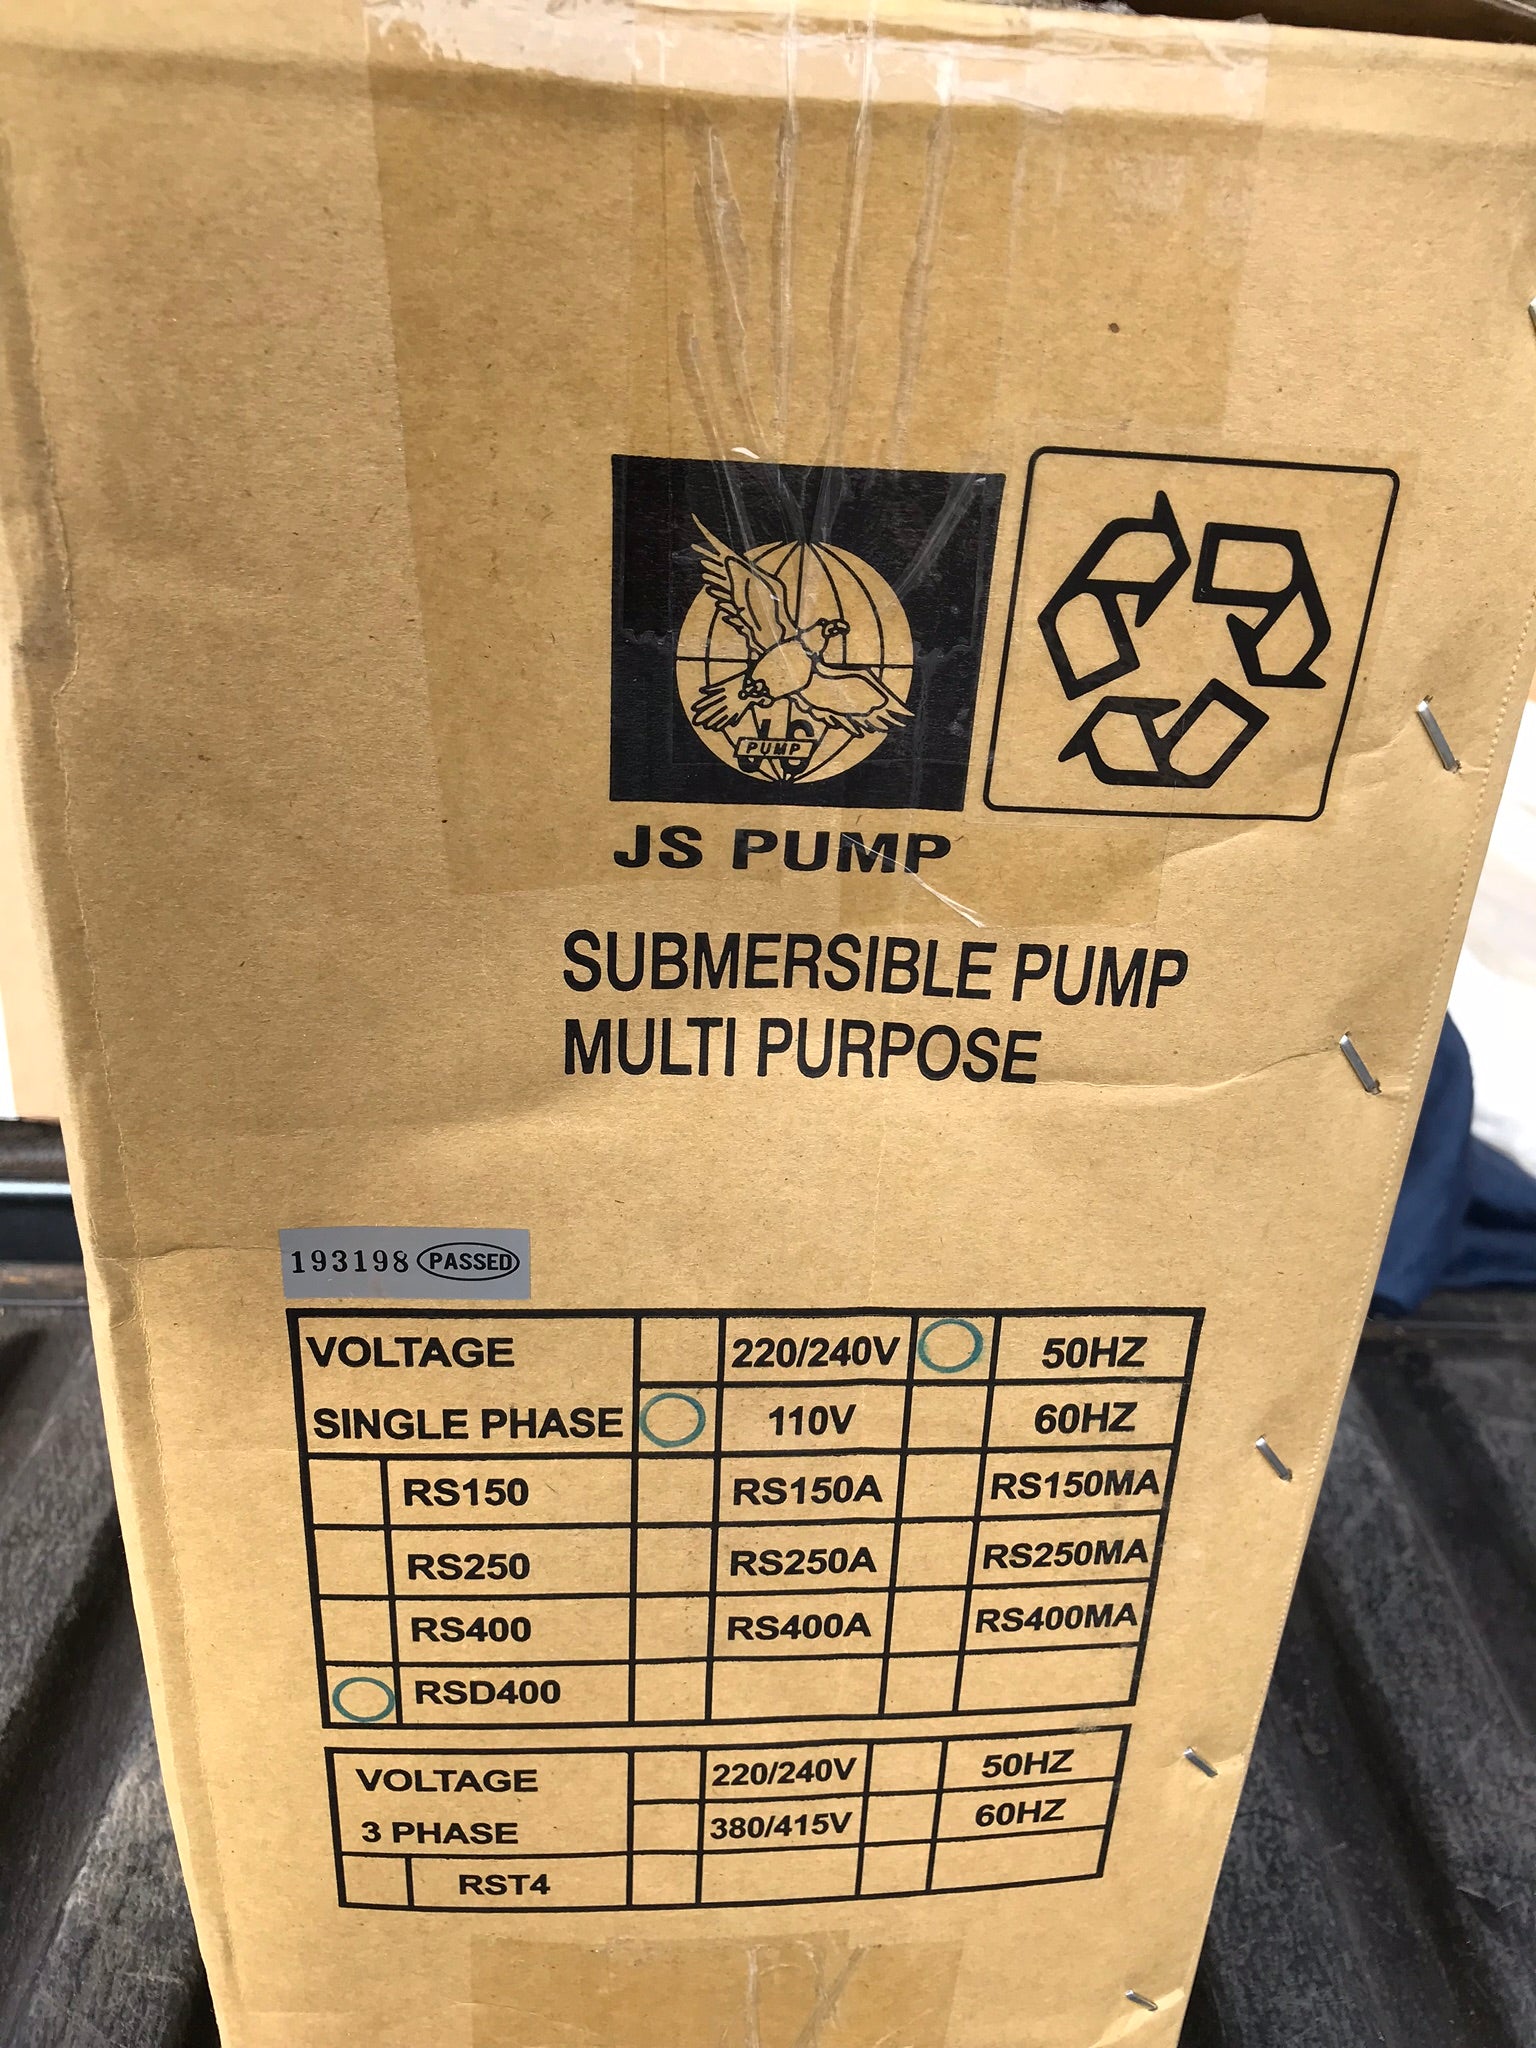 JS
PUMP
JS PUMP
SUBMERSIBLE PUMP
MULTI PURPOSE
193198 PASSED
VOLTAGE 220/240V 50HZ
SINGLE PHASE 110V 60HZ
RS150 RS150A RS150MA
RS250 RS250A RS250MA
RS400 RS400A RS400MA
RSD400
VOLTAGE 220/240V 50HZ
3 PHASE 380/415V 60HZ
RST4